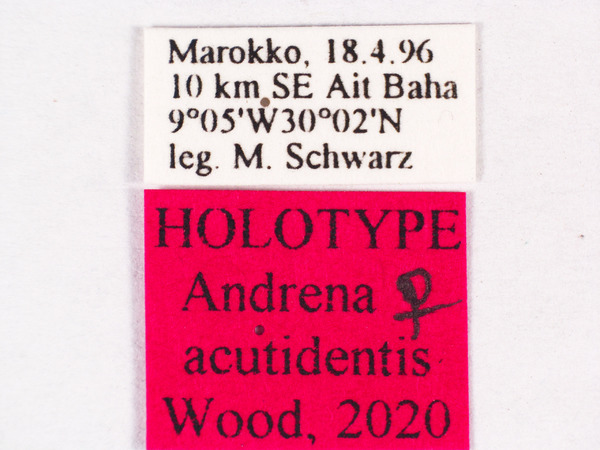 Marokko, 18.4.96
10 km SE Ait Baha
9°05'W30°02'N
leg. M. Schwarz
HOLOTYPE
Andrena ♀
acutidentis
Wood, 2020